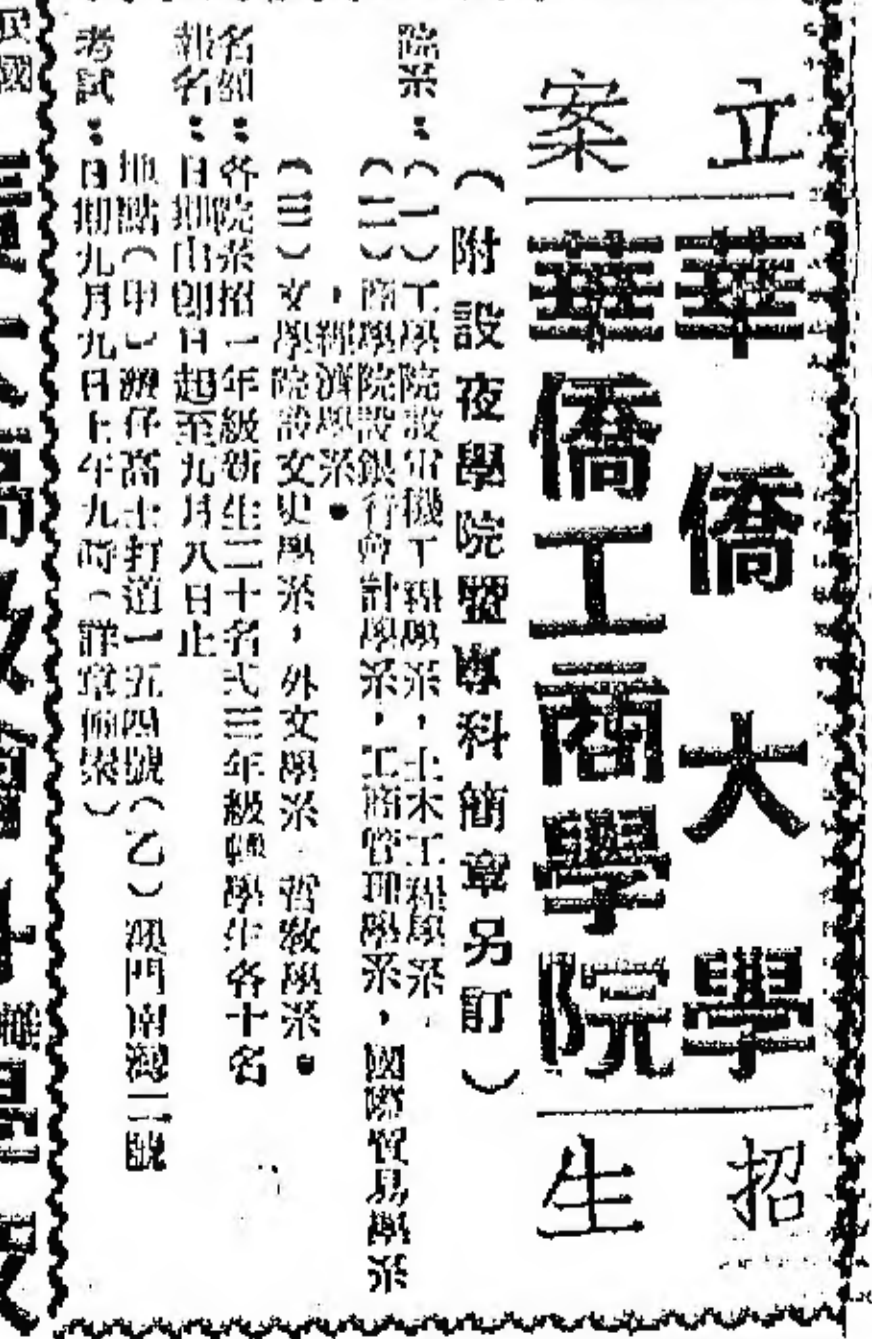 立案
華僑大學
華僑工商學院
招生
(附設夜學院暨專科簡章另訂)
院系:(一)工學院設電機工程學系,土木工程學系,
(二)商學院設銀行會計學系,工商管理學系,國際貿易學系
,經濟學系。
(三)文學院設文史學系,外文學系,哲教學系。
名額:各院系招一年級新生三十名弍三年級轉學生各十名
報名:日期由即日起至九月八日止
地點(甲)灣仔高士打道一五四號(乙)澳門南灣二號
考試:日期九月九日上午九時(詳章備索)